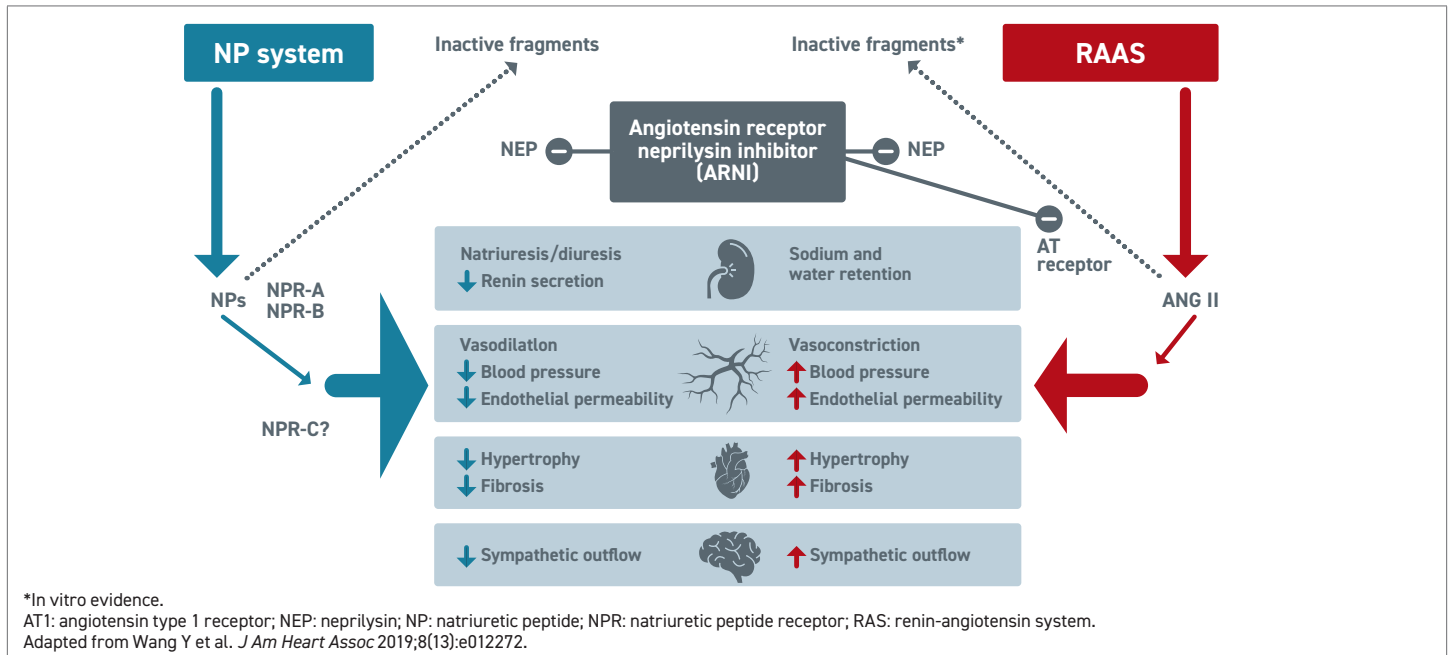 NP system
Inactive fragments
Inactive fragments*
RAAS
Angiotensin receptor
neprilysin inhibitor
(ARNI)
NEP
NEP
AT
receptor
NPs
NPR-A
NPR-B
NPR-C?
ANG II
Natriuresis/diuresis
Renin secretion
Sodium and
water retention
Vasodilatlon
Blood pressure
Endothelial permeability
Vasoconstriction
Blood pressure
Endothelial permeability
Hypertrophy
Fibrosis
Hypertrophy
Fibrosis
Sympathetic outflow
Sympathetic outflow
*In vitro evidence.
AT1: angiotensin type 1 receptor; NEP: neprilysin; NP: natriuretic peptide; NPR: natriuretic peptide receptor; RAS: renin-angiotensin system.
Adapted from Wang Y et al. J Am Heart Assoc 2019;8(13):e012272.